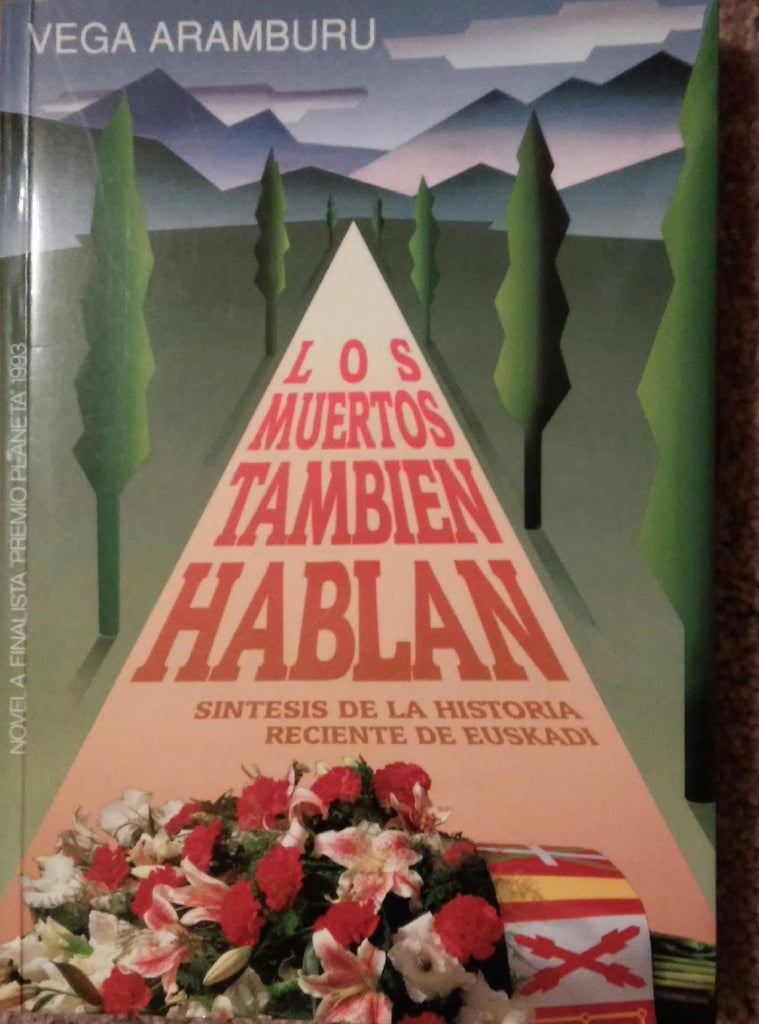 VEGA ARAMBURU
LOS
MUERTOS
TAMBIEN
HABLAN
SINTESIS DE LA HISTORIA
RECIENTE DE EUSKADI
NOVELA FINALISTA PREMIO PLANETA 1993